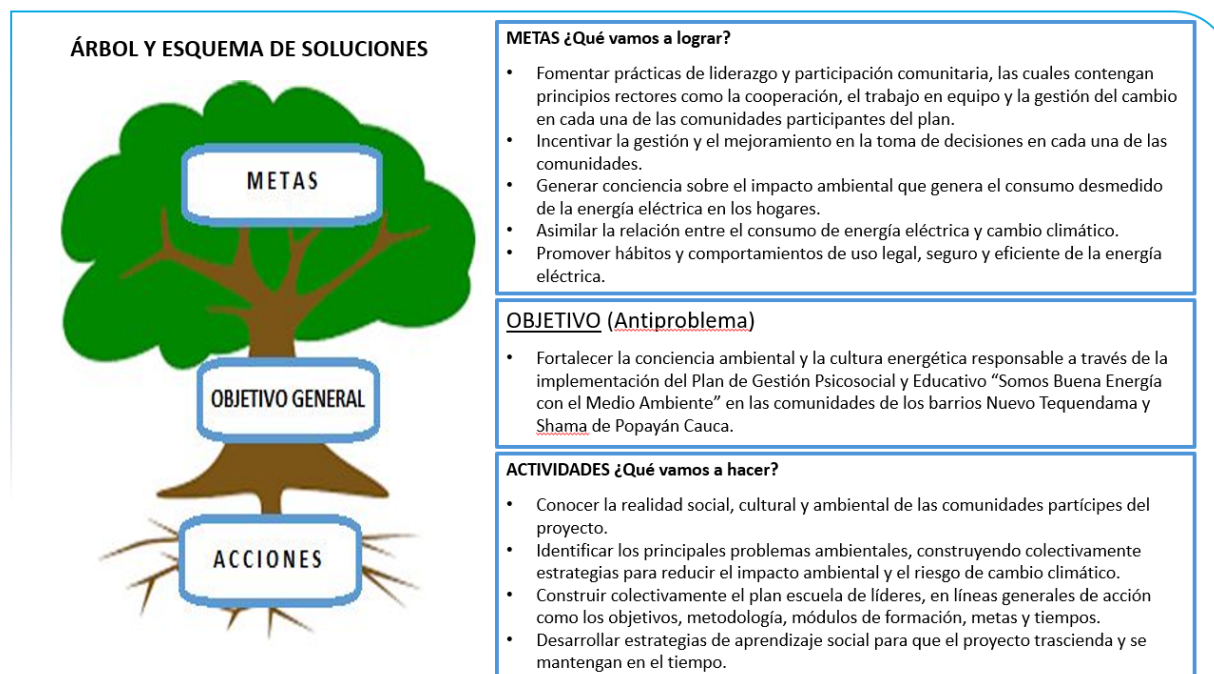 ÁRBOL Y ESQUEMA DE SOLUCIONES
METAS
OBJETIVO GENERAL
ACCIONES
METAS ¿Qué vamos a lograr?
• Fomentar prácticas de liderazgo y participación comunitaria, las cuales contengan
principios rectores como la cooperación, el trabajo en equipo y la gestión del cambio
en cada una de las comunidades participantes del plan.
• Incentivar la gestión y el mejoramiento en la toma de decisiones en cada una de las
comunidades.
• Generar conciencia sobre el impacto ambiental que genera el consumo desmedido
de la energía eléctrica en los hogares.
• Asimilar la relación entre el consumo de energía eléctrica y cambio climático.
• Promover hábitos y comportamientos de uso legal, seguro y eficiente de la energía
eléctrica.
OBJETIVO (Antiproblema)
• Fortalecer la conciencia ambiental y la cultura energética responsable a través de la
implementación del Plan de Gestión Psicosocial y Educativo “Somos Buena Energía
con el Medio Ambiente” en las comunidades de los barrios Nuevo Tequendama y
Shama de Popayán Cauca.
ACTIVIDADES ¿Qué vamos a hacer?
• Conocer la realidad social, cultural y ambiental de las comunidades partícipes del
proyecto.
• Identificar los principales problemas ambientales, construyendo colectivamente
estrategias para reducir el impacto ambiental y el riesgo de cambio climático.
• Construir colectivamente el plan escuela de líderes, en líneas generales de acción
como los objetivos, metodología, módulos de formación, metas y tiempos.
• Desarrollar estrategias de aprendizaje social para que el proyecto trascienda y se
mantengan en el tiempo.